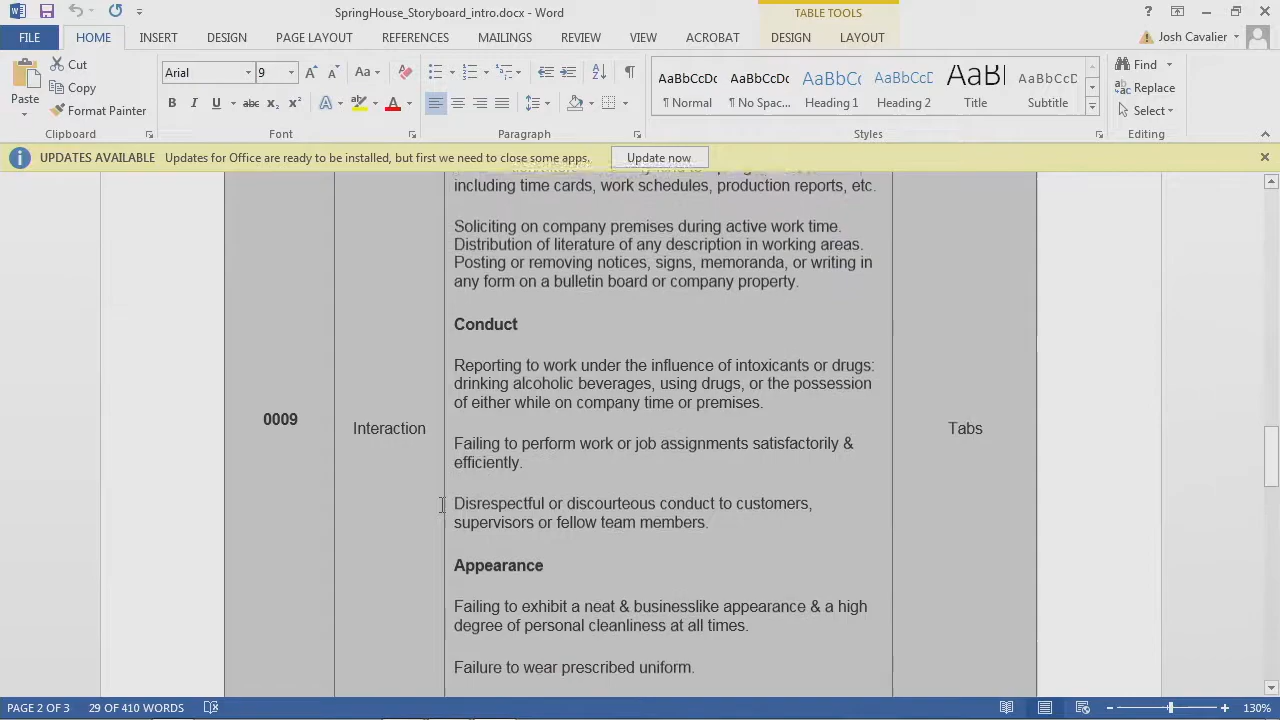 SpringHouse_Storyboard_intro.docx - Word
TABLE TOOLS
FILE
HOME
INSERT
DESIGN
PAGE LAYOUT
REFERENCES
MAILINGS
REVIEW
VIEW
ACROBAT
DESIGN
LAYOUT
Josh Cavalier
Paste
Cut
Copy
Format Painter
Clipboard
Arial
9
Font
Paragraph
AaBbCcDc
¶ Normal
AaBbCcDc
¶ No Spac...
AaBbCc
Heading 1
AaBbCcD
Heading 2
AaB
Title
AaBbCcD
Subtitle
Styles
Find
Replace
Select
Editing
UPDATES AVAILABLE Updates for Office are ready to be installed, but first we need to close some apps.
Update now
including time cards, work schedules, production reports, etc.
Soliciting on company premises during active work time.
Distribution of literature of any description in working areas.
Posting or removing notices, signs, memoranda, or writing in
any form on a bulletin board or company property.
Conduct
Reporting to work under the influence of intoxicants or drugs:
drinking alcoholic beverages, using drugs, or the possession
of either while on company time or premises.
0009
Interaction
Tabs
Failing to perform work or job assignments satisfactorily &
efficiently.
Disrespectful or discourteous conduct to customers,
supervisors or fellow team members.
Appearance
Failing to exhibit a neat & businesslike appearance & a high
degree of personal cleanliness at all times.
Failure to wear prescribed uniform.
PAGE 2 OF 3
29 OF 410 WORDS
130%